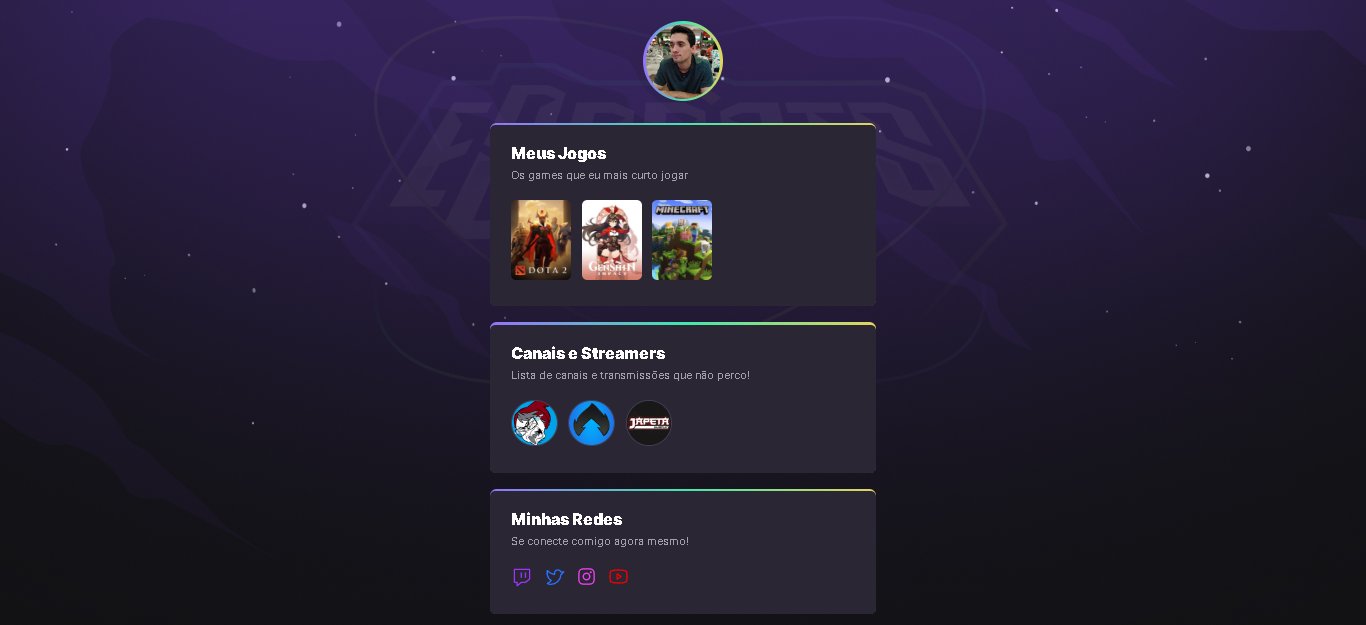 ESPORTS
Meus Jogos
Os games que eu mais curto jogar
DOTA 2
GENSHIN
IMPACT
MINECRAFT
Canais e Streamers
Lista de canais e transmissões que não perco!
JAPETA
Minhas Redes
Se conecte comigo agora mesmo!